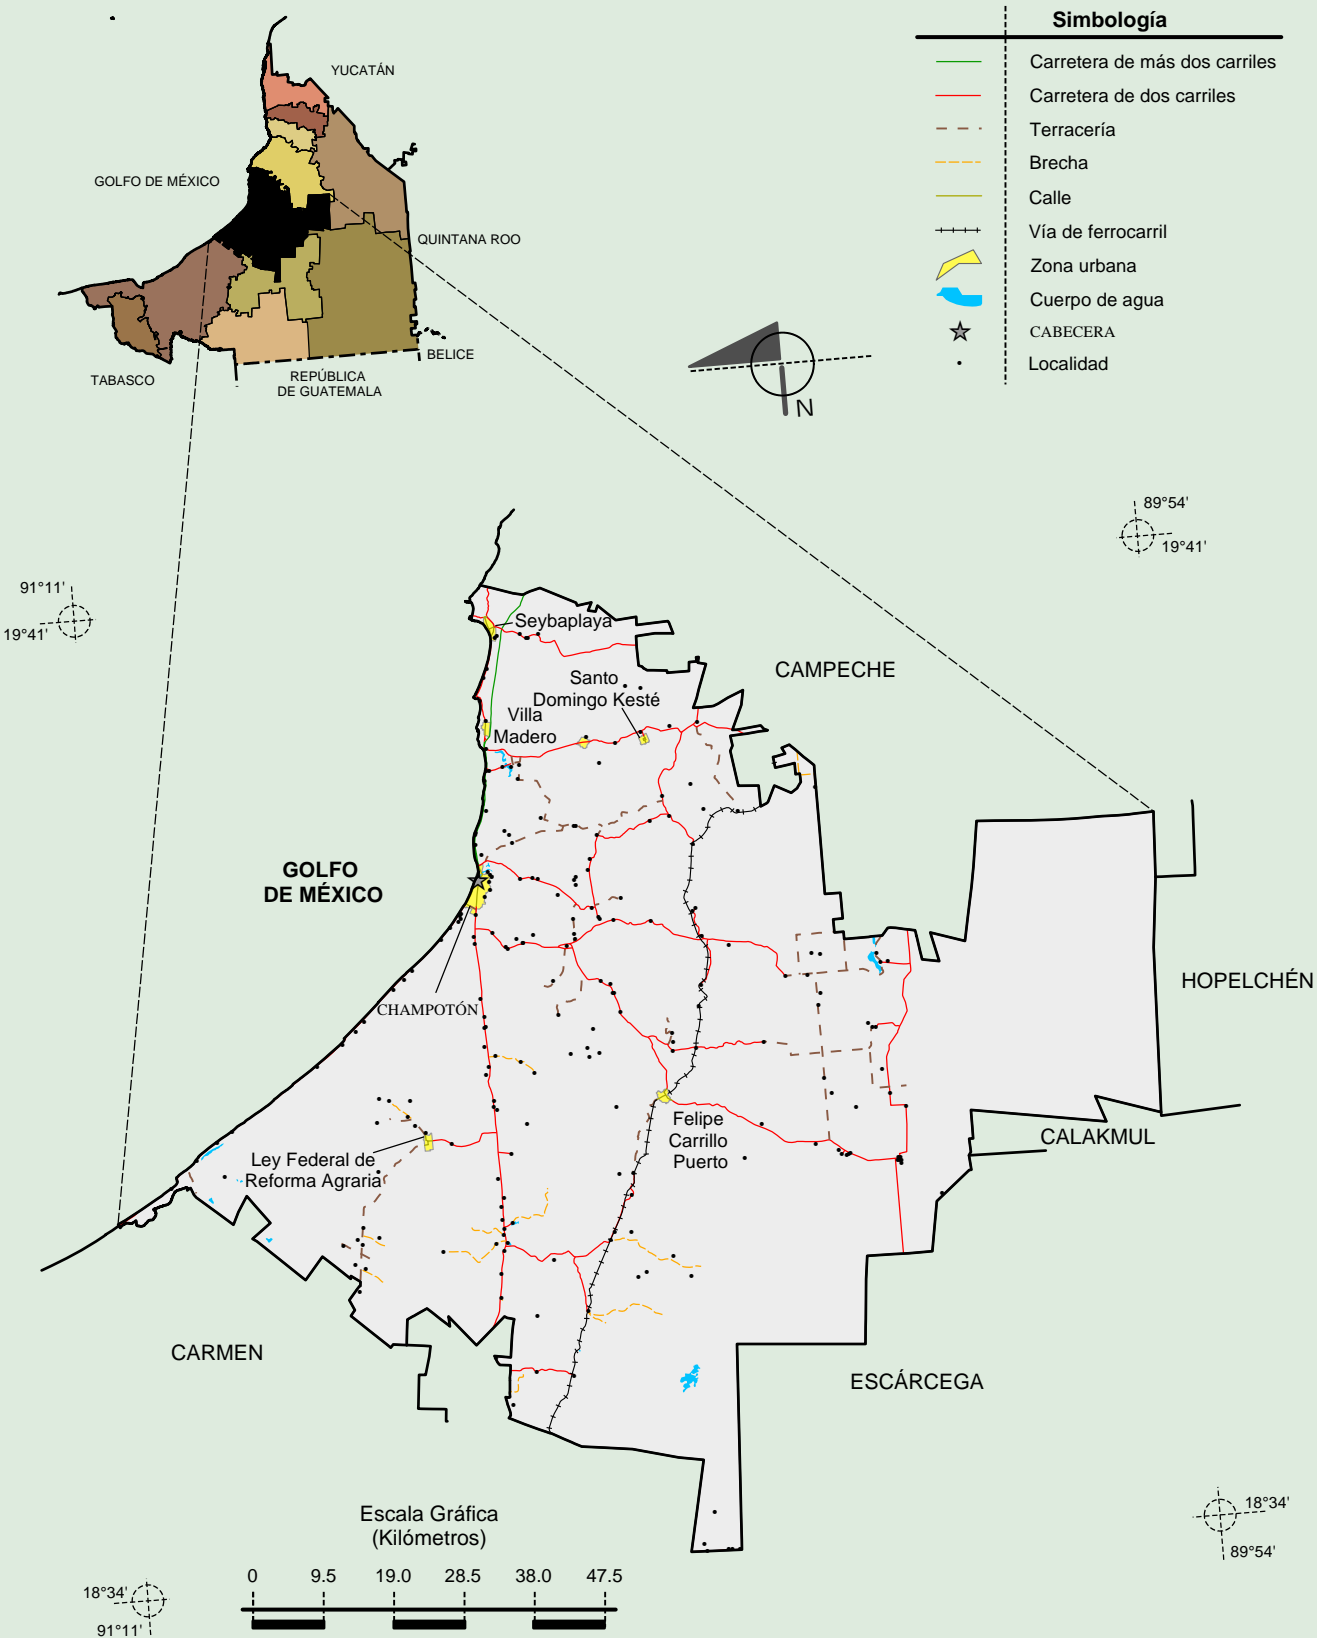 Simbología
Carretera de más dos carriles
Carretera de dos carriles
Terracería
Brecha
Calle
Vía de ferrocarril
Zona urbana
Cuerpo de agua
CABECERA
Localidad
YUCATÁN
GOLFO DE MÉXICO
QUINTANA ROO
BELICE
TABASCO
REPÚBLICA
DE GUATEMALA
N
89°54'
19°41'
91°11'
19°41'
Seybaplaya
CAMPECHE
Santo
Domingo Kesté
Villa
Madero
GOLFO
DE MÉXICO
HOPELCHÉN
CHAMPOTÓN
Felipe
Carrillo
Puerto
CALAKMUL
Ley Federal de
Reforma Agraria
CARMEN
ESCÁRCEGA
Escala Gráfica
(Kilómetros)
0 9.5 19.0 28.5 38.0 47.5
18°34'
89°54'
18°34'
91°11'